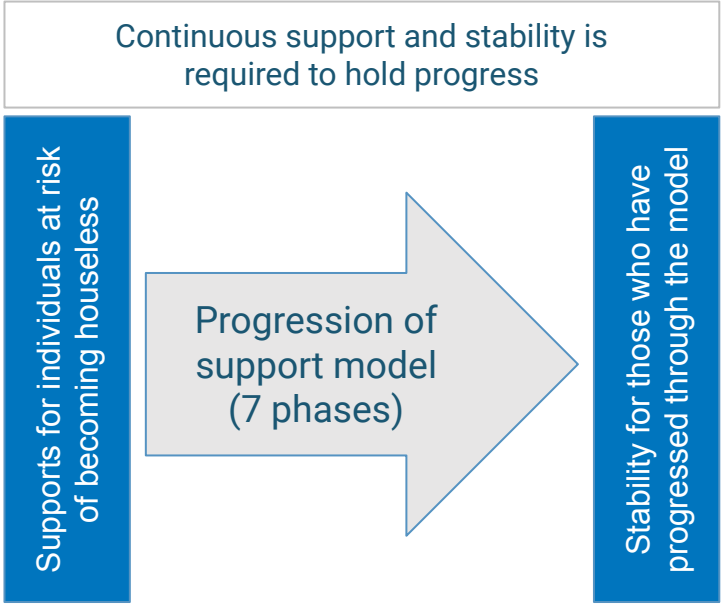 Continuous support and stability is
required to hold progress
Supports for individuals at risk
of becoming houseless
Progression of
support model
(7 phases)
Stability for those who have
progressed through the model